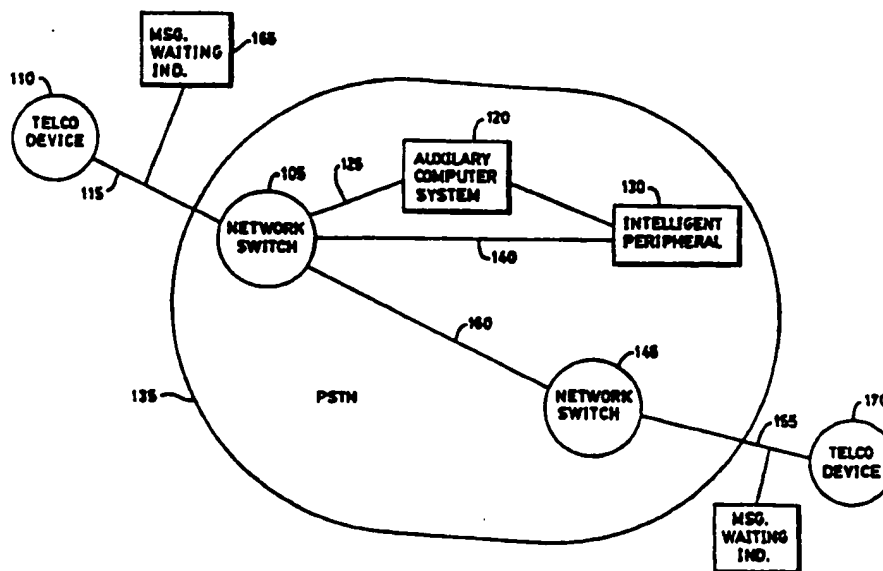 MSG.
WAITING
IND.
165
110
TELCO
DEVICE
115
120
AUXILARY
COMPUTER
SYSTEM
125
105
NETWORK
SWITCH
130
INTELLIGENT
PERIPHERAL
140
160
145
NETWORK
SWITCH
135
PSTN
155
170
TELCO
DEVICE
MSG.
WAITING
IND.